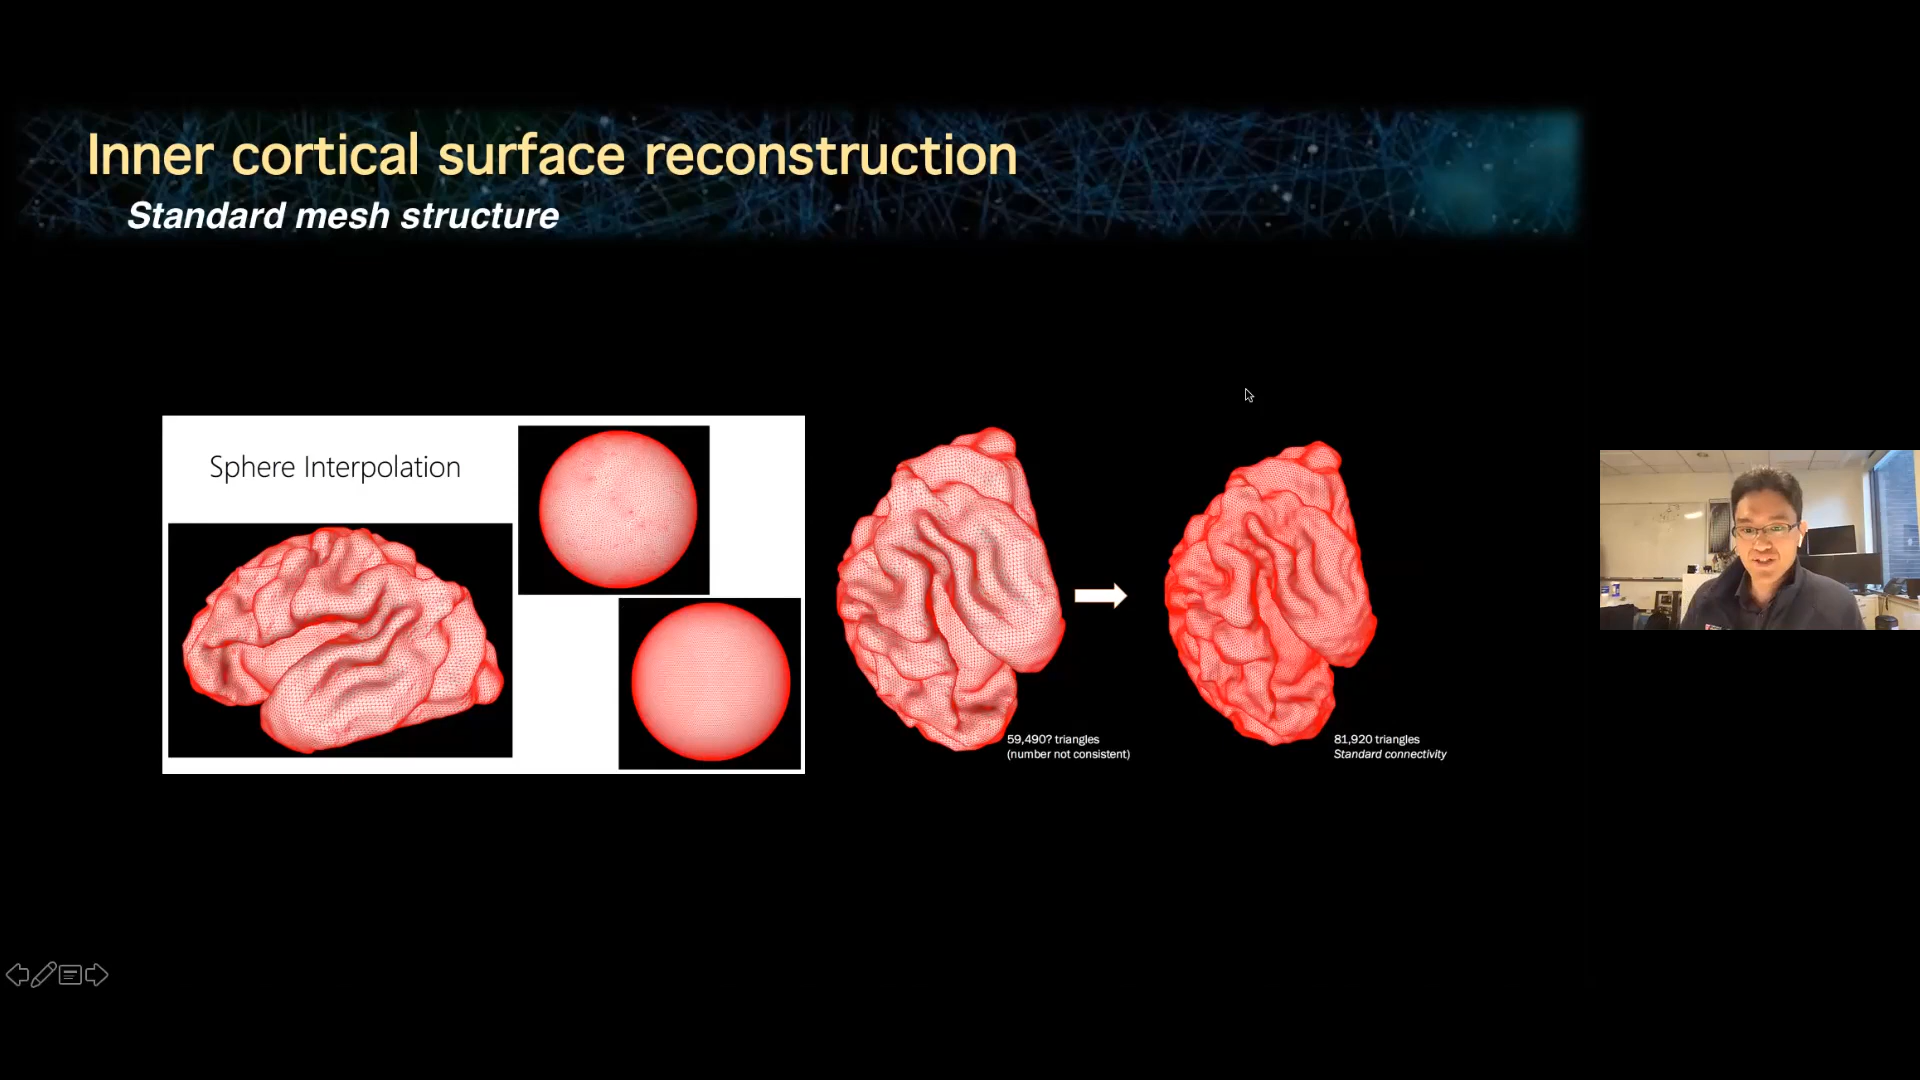 Inner cortical surface reconstruction
Standard mesh structure
Sphere Interpolation
59,490? triangles
(number not consistent)
81,920 triangles
Standard connectivity